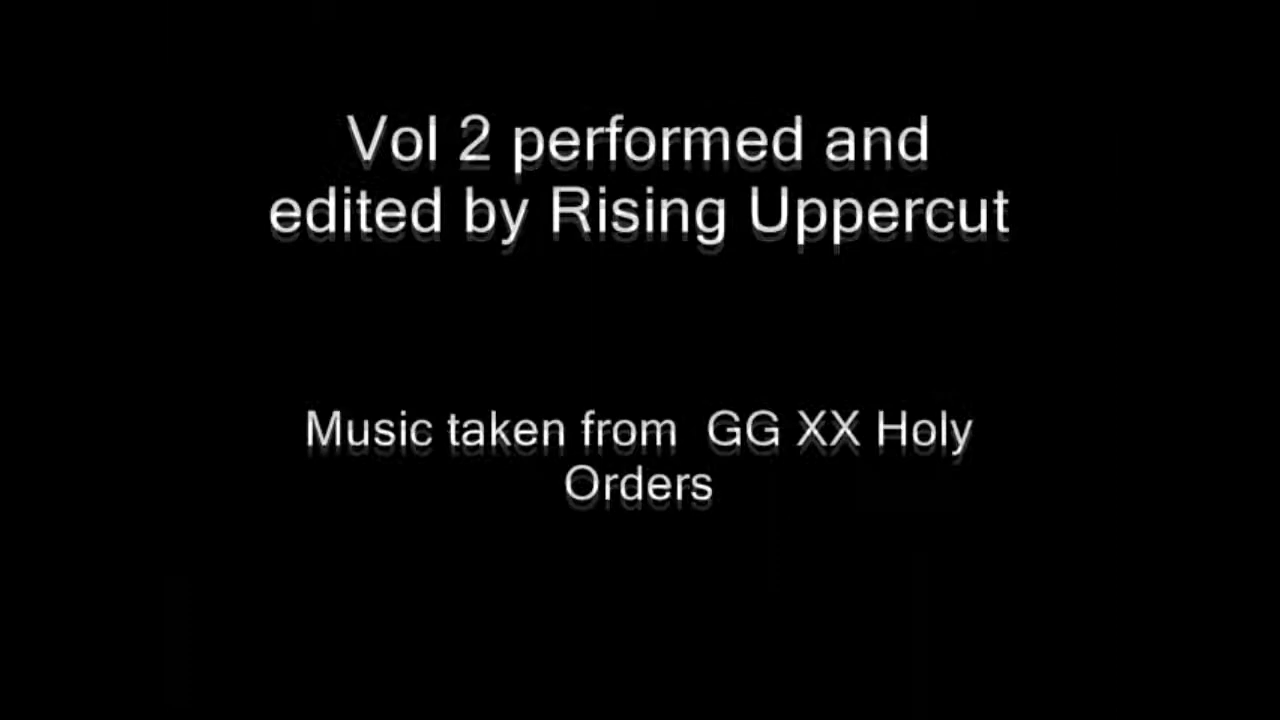 Vol 2 performed and
edited by Rising Uppercut
Music taken from  GG XX Holy
Orders